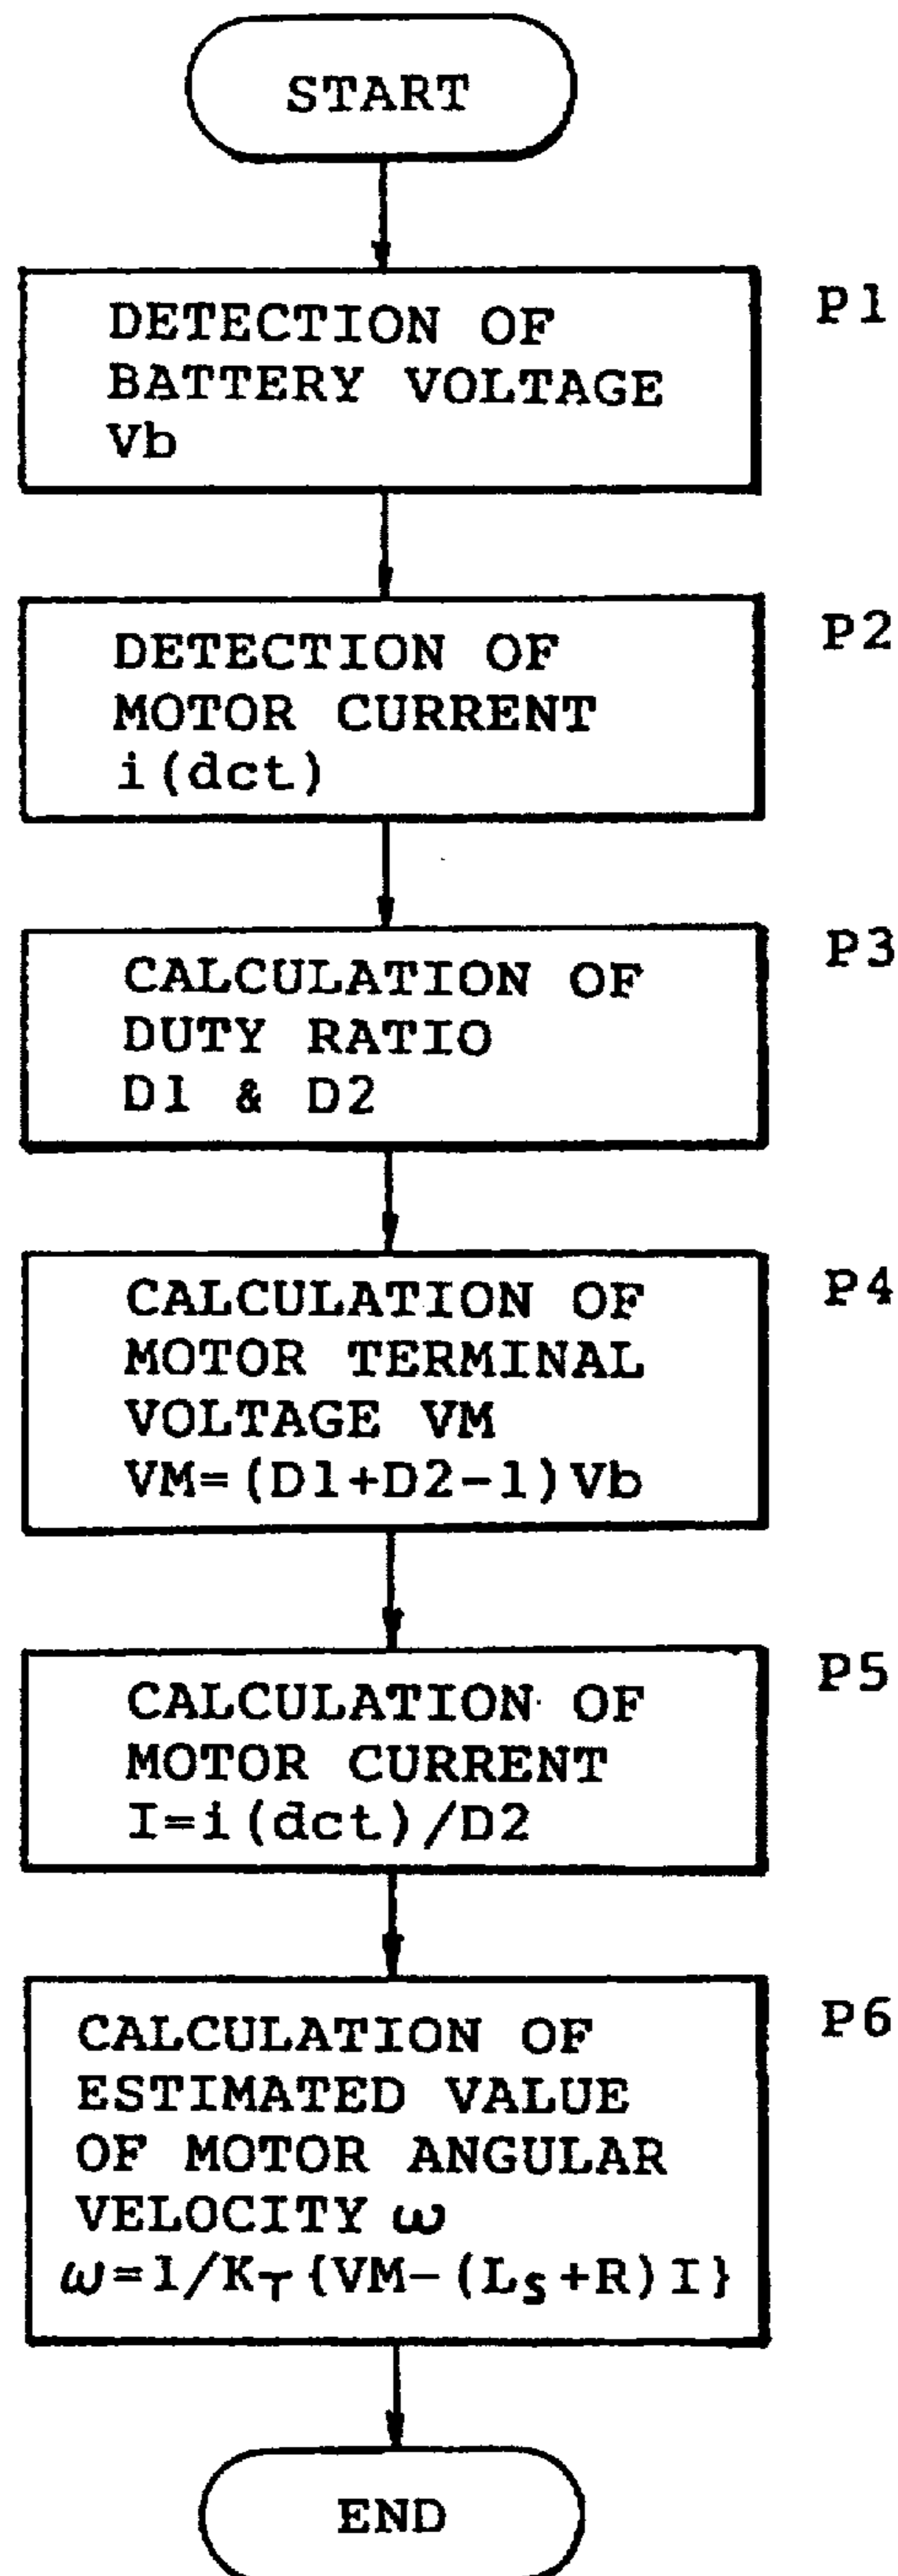 START
P1
DETECTION OF
BATTERY VOLTAGE
Vb
P2
DETECTION OF
MOTOR CURRENT
i(dct)
P3
CALCULATION OF
DUTY RATIO
D1 & D2
P4
CALCULATION OF
MOTOR TERMINAL
VOLTAGE VM
VM=(D1+D2-1)Vb
P5
CALCULATION OF
MOTOR CURRENT
I=i(dct)/D2
P6
CALCULATION OF
ESTIMATED VALUE
OF MOTOR ANGULAR
VELOCITY ω
ω=1/K_T{VM-(L_S+R)I}
END